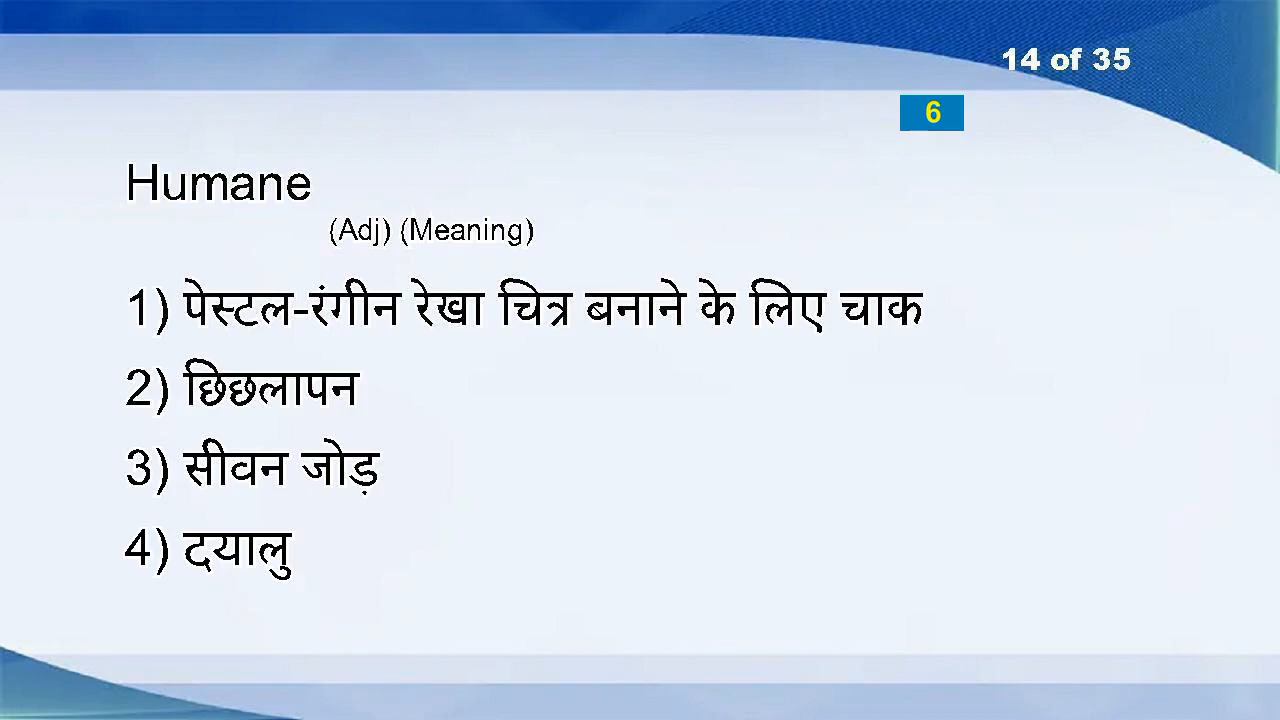 14 of 35
6
Humane
(Adj) (Meaning)
1) पेस्टल-रंगीन रेखा चित्र बनाने के लिए चाक
2) छिछलापन
3) सीवन जोड़
4) दयालु